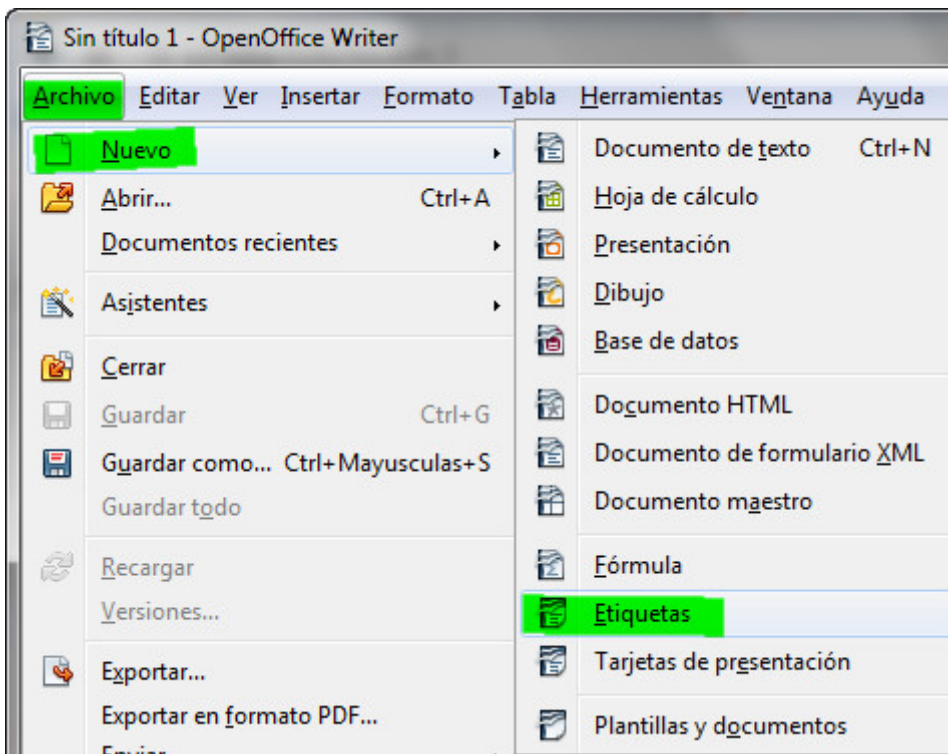 Sin título 1 - OpenOffice Writer
Archivo Editar Ver Insertar Formato Tabla Herramientas Ventana Ayuda
Nuevo
Abrir... Ctrl+A
Documentos recientes
Asistentes
Cerrar
Guardar Ctrl+G
Guardar como... Ctrl+Mayusculas+S
Guardar todo
Recargar
Versiones...
Exportar...
Exportar en formato PDF...
Enviar
Documento de texto Ctrl+N
Hoja de cálculo
Presentación
Dibujo
Base de datos
Documento HTML
Documento de formulario XML
Documento maestro
Fórmula
Etiquetas
Tarjetas de presentación
Plantillas y documentos